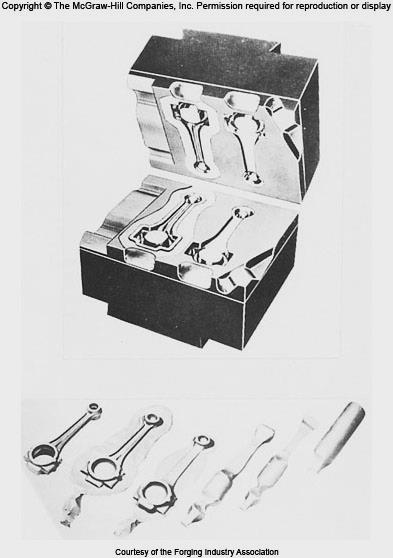 Copyright © The McGraw-Hill Companies, Inc. Permission required for reproduction or display
Courtesy of the Forging Industry Association